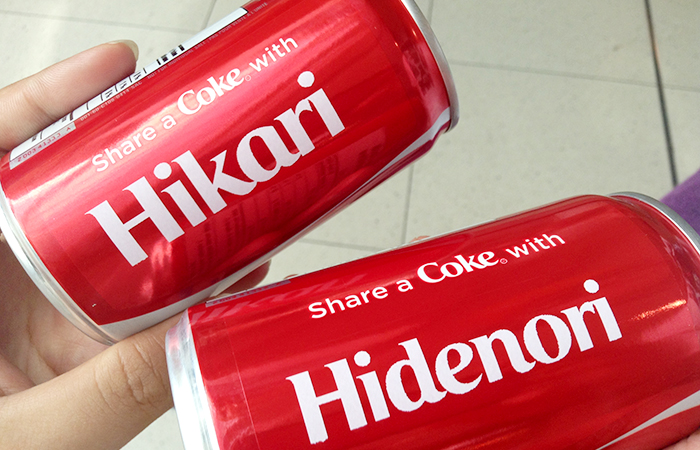 Share a Coke with
Hikari
Share a Coke with
Hidenori